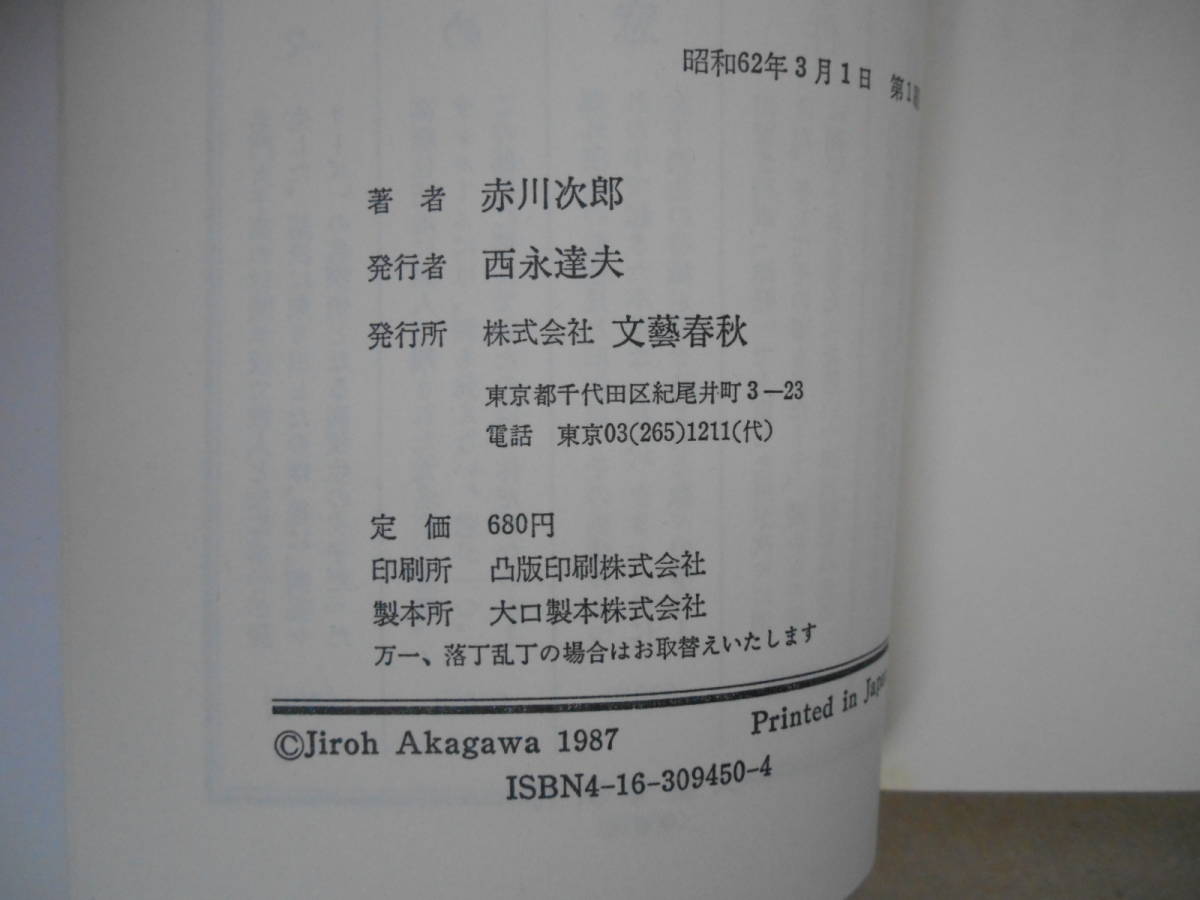 昭和62年3月1日 第1
著者 赤川次郎
発行者 西永達夫
発行所 株式会社 文藝春秋
東京都千代田区紀尾井町3―23
電話 東京03(265)1211(代)
定価 680円
印刷所 凸版印刷株式会社
製本所 大口製本株式会社
万一、落丁乱丁の場合はお取替えいたします
Printed in Japan
©Jiroh Akagawa 1987
ISBN4-16-309450-4